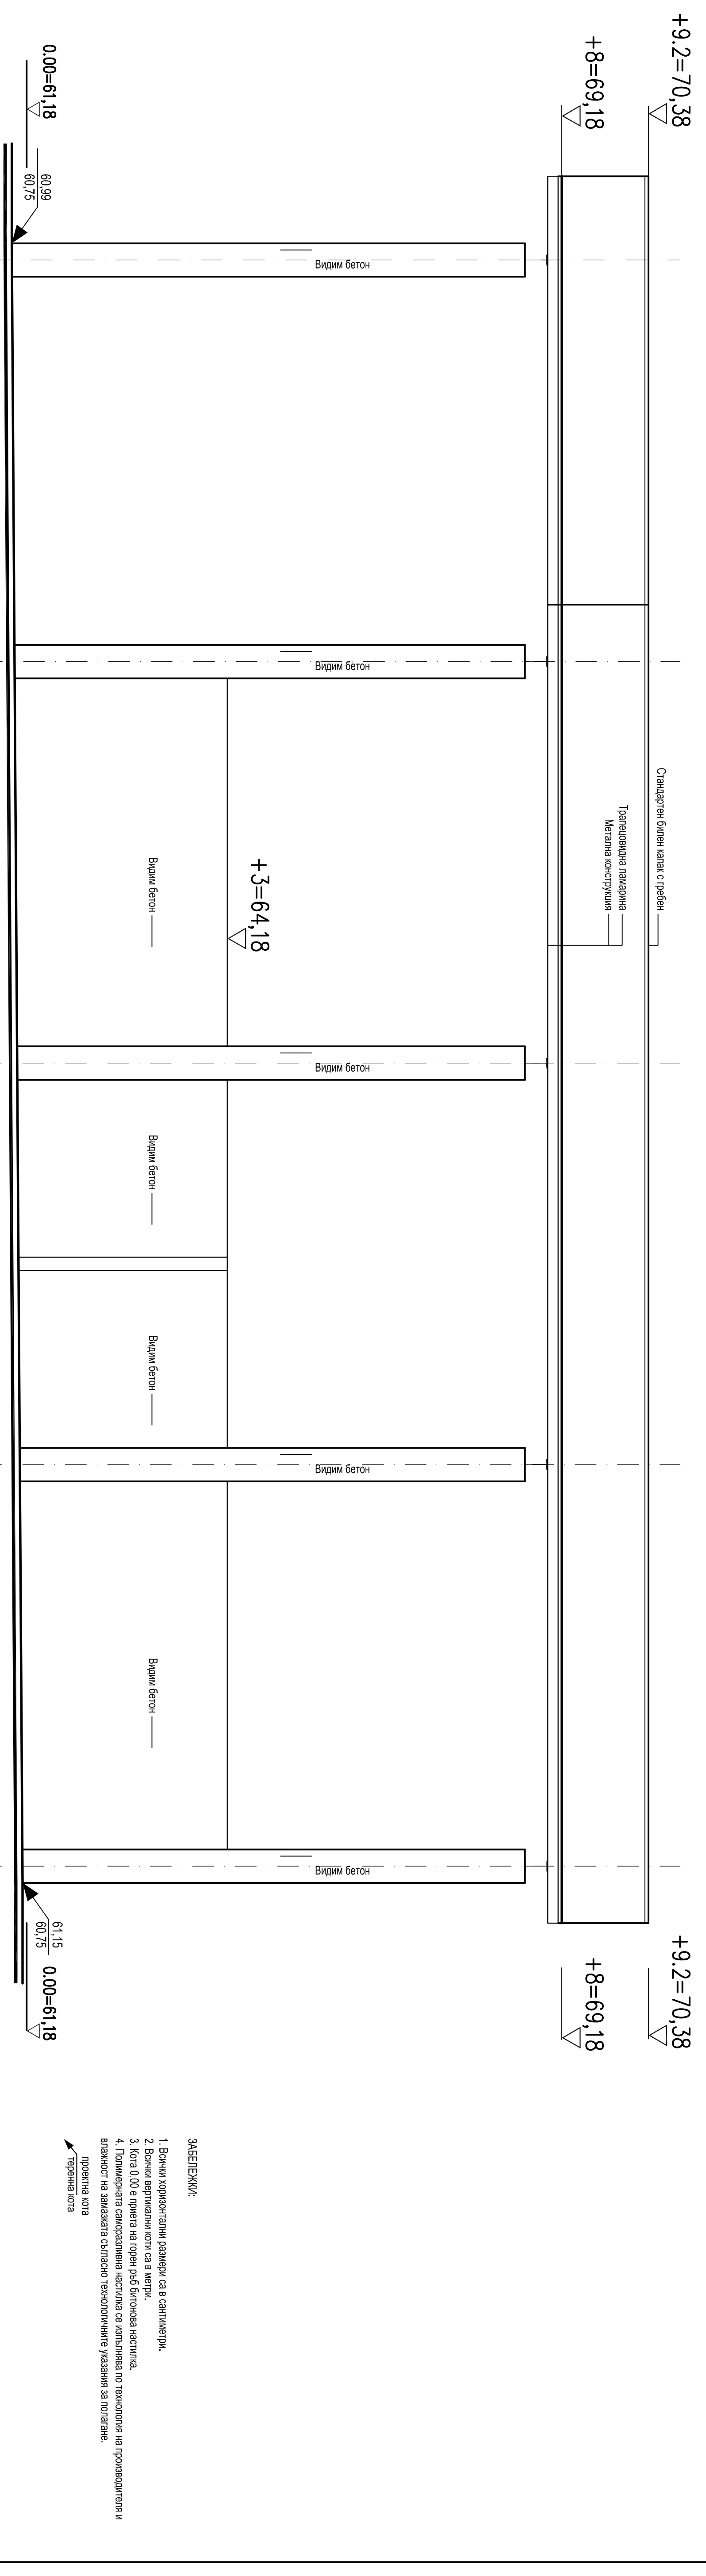 +9.2=70,38
+8=69,18
0.00=61,18
60,99
60,75
Видим бетон
Видим бетон
Видим бетон
Видим бетон
Видим бетон
Стандартен билен капак с гребен
Трапецовидна ламарина
Метална конструкция
+3=64,18
Видим бетон
Видим бетон
Видим бетон
Видим бетон
+9.2=70,38
+8=69,18
61,15
60,75
0.00=61,18
ЗАБЕЛЕЖКИ:
1. Всички хоризонтални размери са в сантиметри.
2. Всички вертикални коти са в метри.
3. Кота 0,00 е приета на горен ръб битонова настилка.
4. Полимерната саморазливна настилка се изпълнява по технология на производителя и
влажност на замазката съгласно технологичните указания за полагане.
проектна кота
теренна кота